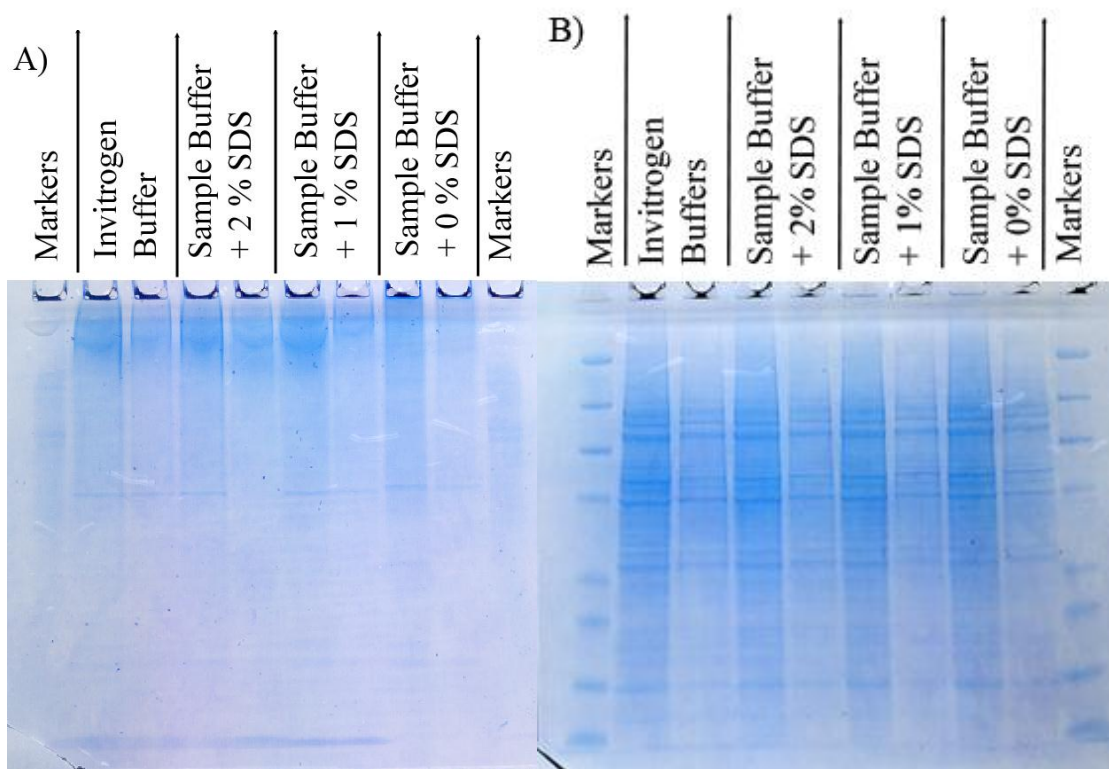 A)
Markers
Invitrogen
Buffer
Sample Buffer
+ 2 % SDS
Sample Buffer
+ 1 % SDS
Sample Buffer
+ 0 % SDS
Markers
B)
Markers
Invitrogen
Buffers
Sample Buffer
+ 2% SDS
Sample Buffer
+ 1% SDS
Sample Buffer
+ 0% SDS
Markers